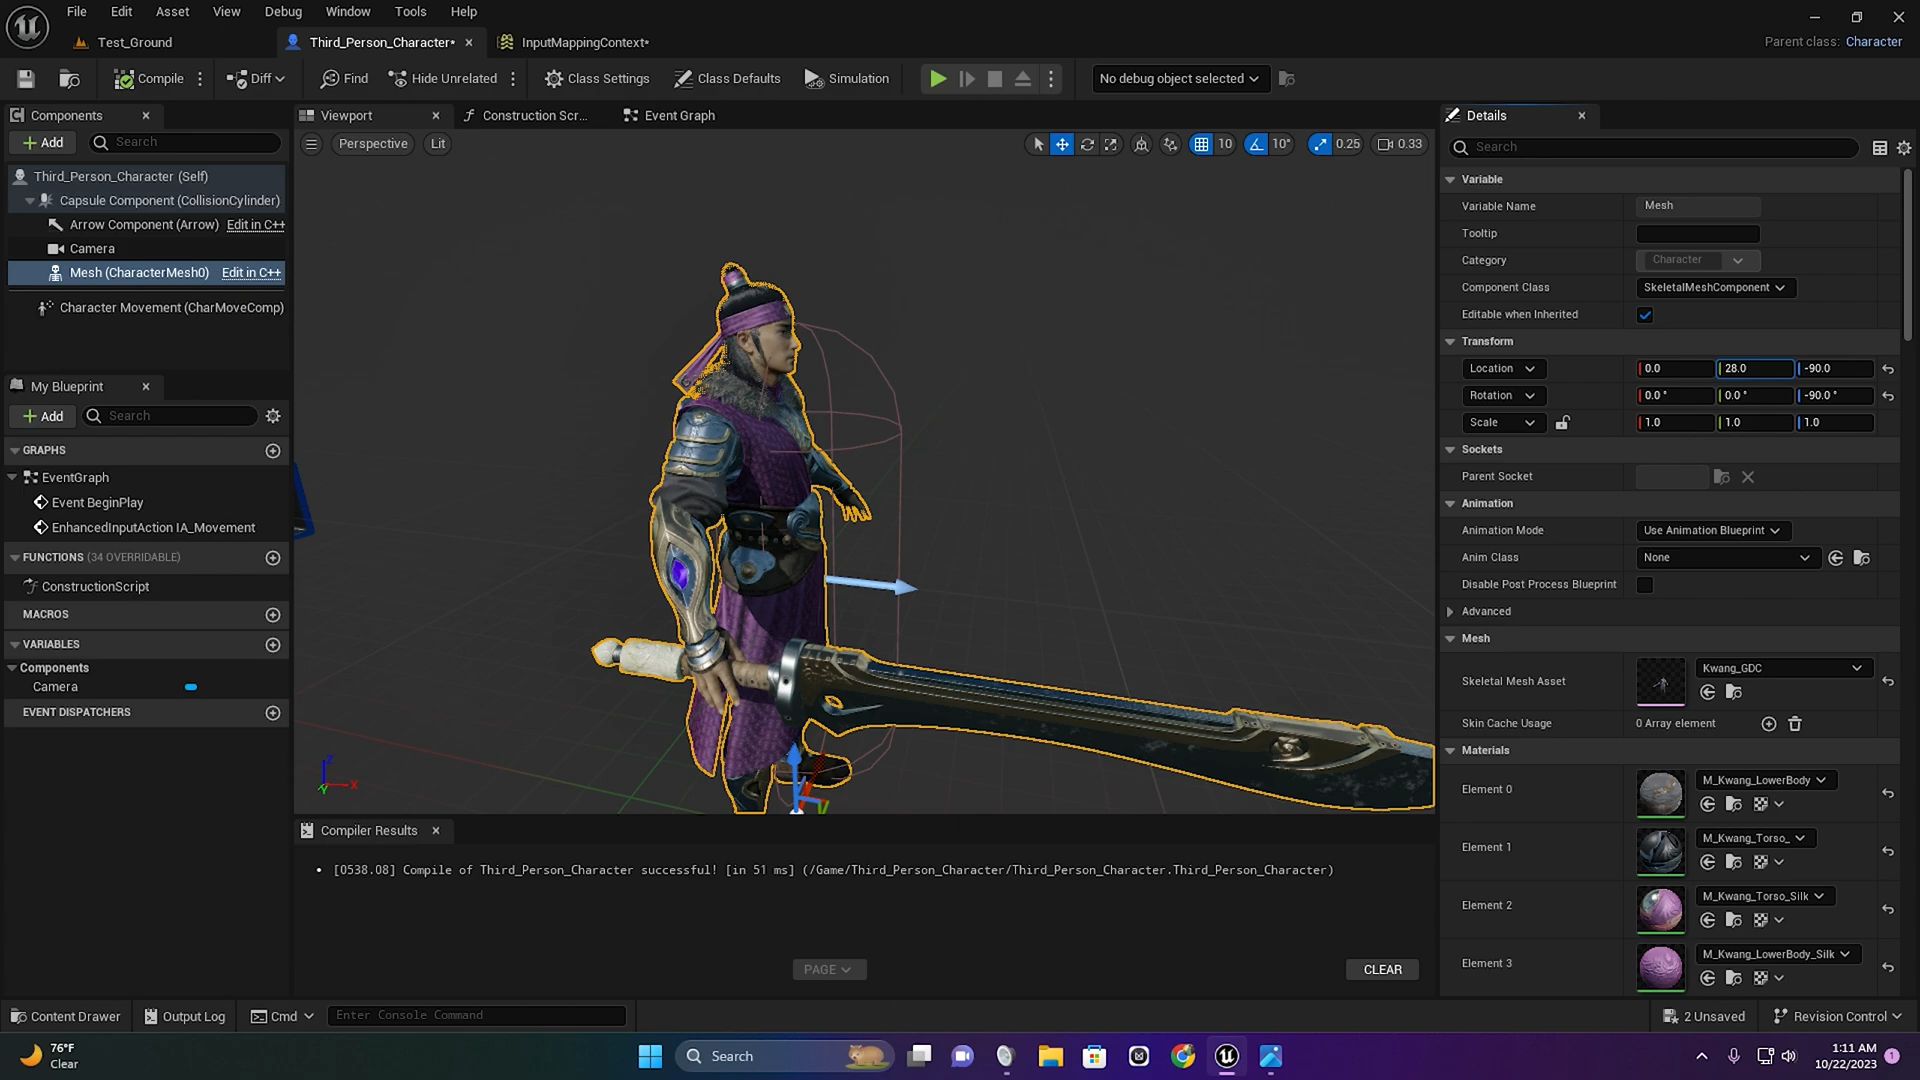 File Edit Asset View Debug Window Tools Help
Test_Ground
Third_Person_Character*
InputMappingContext*
Parent class: Character
Compile
Diff
Find
Hide Unrelated
Class Settings
Class Defaults
Simulation
No debug object selected
Components
Add
Search
Third_Person_Character (Self)
Capsule Component (CollisionCylinder)
Arrow Component (Arrow) Edit in C++
Camera
Mesh (CharacterMesh0) Edit in C++
Character Movement (CharMoveComp)
My Blueprint
Add
Search
GRAPHS
EventGraph
Event BeginPlay
EnhancedInputAction IA_Movement
FUNCTIONS (34 OVERRIDABLE)
ConstructionScript
MACROS
VARIABLES
Components
Camera
EVENT DISPATCHERS
Viewport
Construction Scr...
Event Graph
Perspective
Lit
10
10°
0.25
0.33
Z
X
Y
Compiler Results
• [0538.08] Compile of Third_Person_Character successful! [in 51 ms] (/Game/Third_Person_Character/Third_Person_Character.Third_Person_Character)
PAGE
CLEAR
Details
Search
Variable
Variable Name Mesh
Tooltip
Category Character
Component Class SkeletalMeshComponent
Editable when Inherited
Transform
Location 0.0 28.0 -90.0
Rotation 0.0° 0.0° -90.0°
Scale 1.0 1.0 1.0
Sockets
Parent Socket
Animation
Animation Mode Use Animation Blueprint
Anim Class None
Disable Post Process Blueprint
Advanced
Mesh
Skeletal Mesh Asset Kwang_GDC
Skin Cache Usage 0 Array element
Materials
Element 0 M_Kwang_LowerBody
Element 1 M_Kwang_Torso_
Element 2 M_Kwang_Torso_Silk
Element 3 M_Kwang_LowerBody_Silk
Content Drawer
Output Log
Cmd
Enter Console Command
2 Unsaved
Revision Control
76°F
Clear
Search
1:11 AM
10/22/2023
1